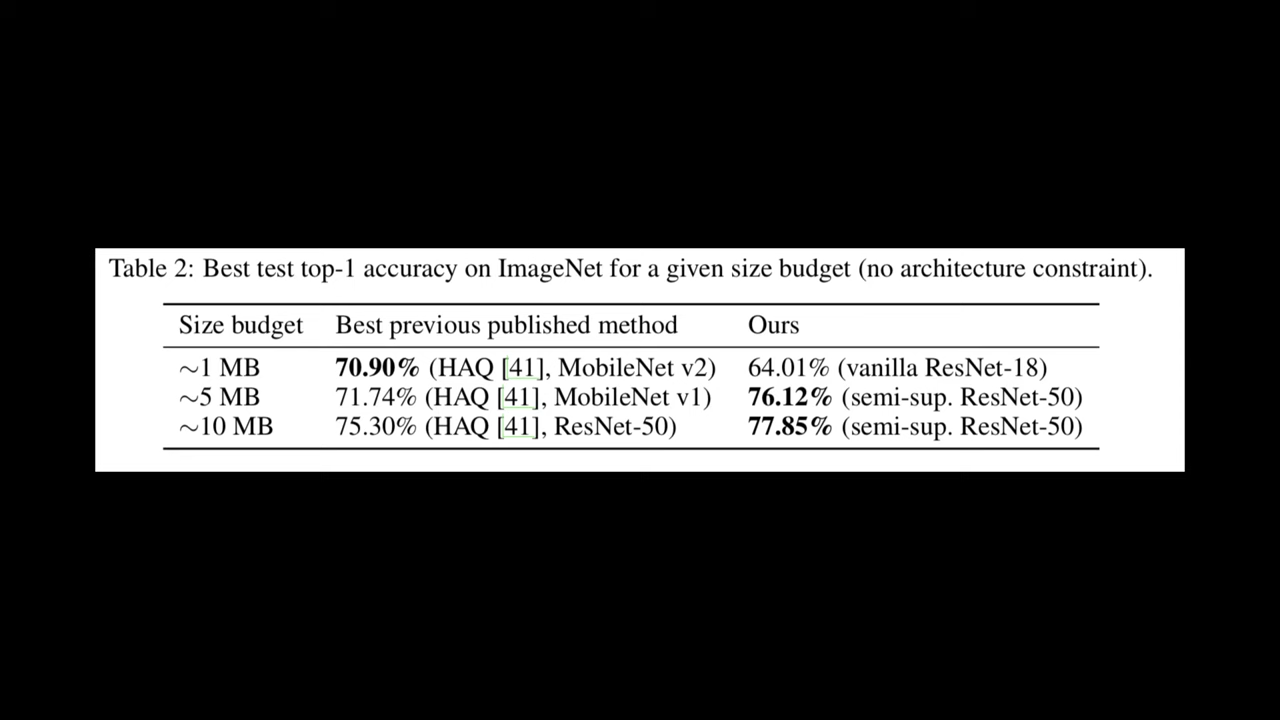 Table 2: Best test top-1 accuracy on ImageNet for a given size budget (no architecture constraint).
Size budget Best previous published method Ours
~1 MB 70.90% (HAQ [41], MobileNet v2) 64.01% (vanilla ResNet-18)
~5 MB 71.74% (HAQ [41], MobileNet v1) 76.12% (semi-sup. ResNet-50)
~10 MB 75.30% (HAQ [41], ResNet-50) 77.85% (semi-sup. ResNet-50)